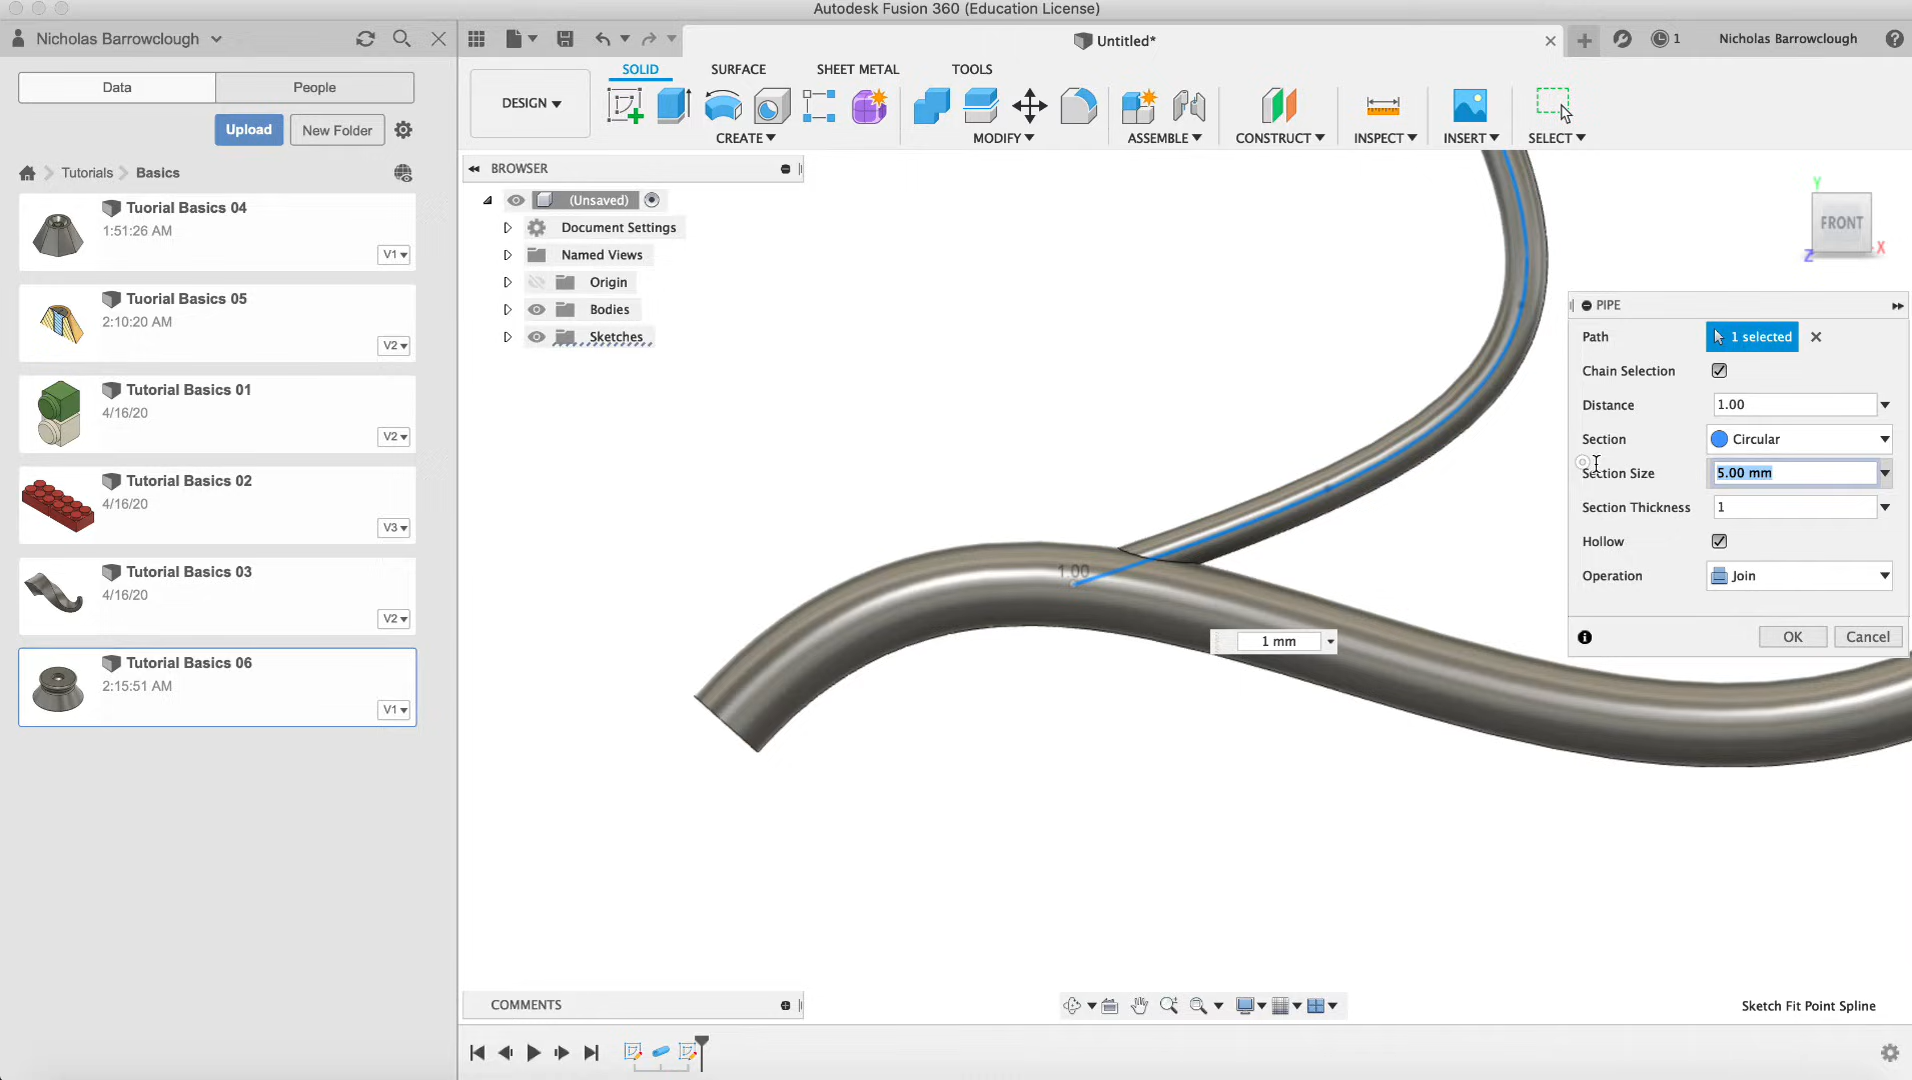 Autodesk Fusion 360 (Education License)
Nicholas Barrowclough
Untitled*
1
Nicholas Barrowclough
Data
People
Upload
New Folder
Tutorials
Basics
Tuorial Basics 04
1:51:26 AM
V1
Tuorial Basics 05
2:10:20 AM
V2
Tutorial Basics 01
4/16/20
V2
Tutorial Basics 02
4/16/20
V3
Tutorial Basics 03
4/16/20
V2
Tutorial Basics 06
2:15:51 AM
V1
DESIGN
SOLID
SURFACE
SHEET METAL
TOOLS
CREATE
MODIFY
ASSEMBLE
CONSTRUCT
INSPECT
INSERT
SELECT
BROWSER
(Unsaved)
Document Settings
Named Views
Origin
Bodies
Sketches
Y
FRONT
X
Z
1.00
1 mm
PIPE
Path
1 selected
Chain Selection
Distance
1.00
Section
Circular
Section Size
5.00 mm
Section Thickness
1
Hollow
Operation
Join
OK
Cancel
COMMENTS
Sketch Fit Point Spline